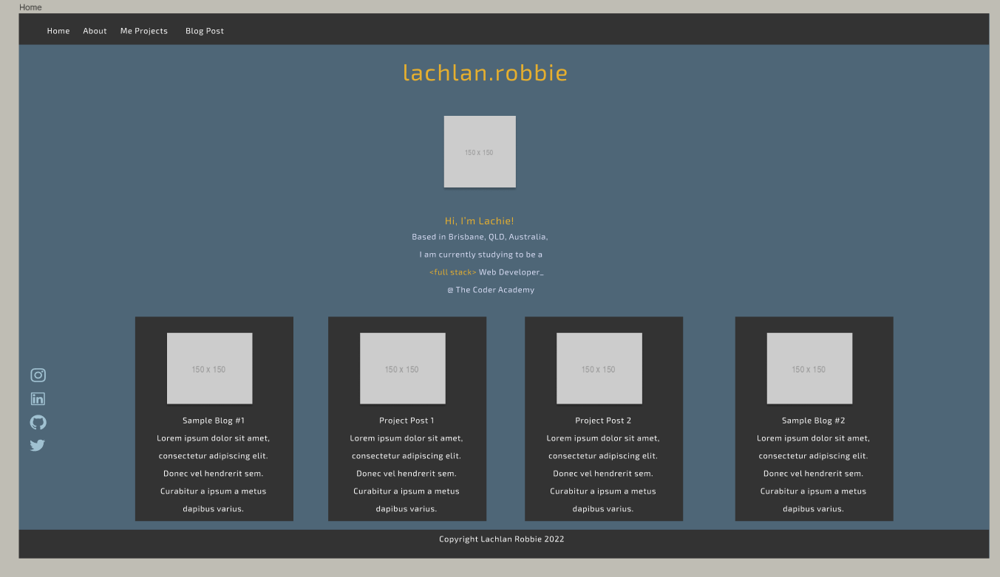 Home
Home About Me Projects Blog Post
lachlan.robbie
150 x 150
Hi, I'm Lachie!
Based in Brisbane, QLD, Australia,
I am currently studying to be a
<full stack> Web Developer_
@ The Coder Academy
150 x 150
Sample Blog #1
Lorem ipsum dolor sit amet,
consectetur adipiscing elit.
Donec vel hendrerit sem.
Curabitur a ipsum a metus
dapibus varius.
150 x 150
Project Post 1
Lorem ipsum dolor sit amet,
consectetur adipiscing elit.
Donec vel hendrerit sem.
Curabitur a ipsum a metus
dapibus varius.
150 x 150
Project Post 2
Lorem ipsum dolor sit amet,
consectetur adipiscing elit.
Donec vel hendrerit sem.
Curabitur a ipsum a metus
dapibus varius.
150 x 150
Sample Blog #2
Lorem ipsum dolor sit amet,
consectetur adipiscing elit.
Donec vel hendrerit sem.
Curabitur a ipsum a metus
dapibus varius.
in
Copyright Lachlan Robbie 2022